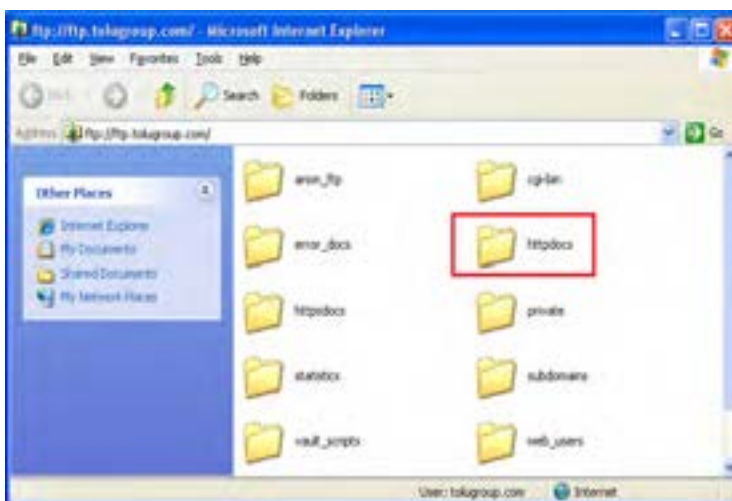 ftp://ftp.tolugroup.com/ - Microsoft Internet Explorer
File Edit View Favorites Tools Help
Search Folders
Address ftp://ftp.tolugroup.com/ Go
Other Places
Internet Explorer
My Documents
Shared Documents
My Network Places
anon_ftp cgi-bin
error_docs httpdocs
httpsdocs private
statistics subdomains
vault_scripts web_users
User: tolugroup.com Internet